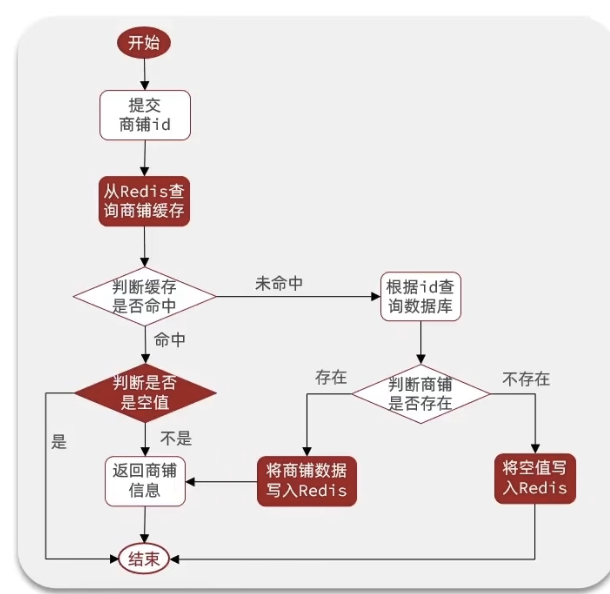 开始
提交
商铺id
从Redis查
询商铺缓存
判断缓存
是否命中
未命中
根据id查
询数据库
命中
判断是否
是空值
存在
判断商铺
是否存在
不存在
是
不是
返回商铺
信息
将商铺数据
写入Redis
将空值写
入Redis
结束